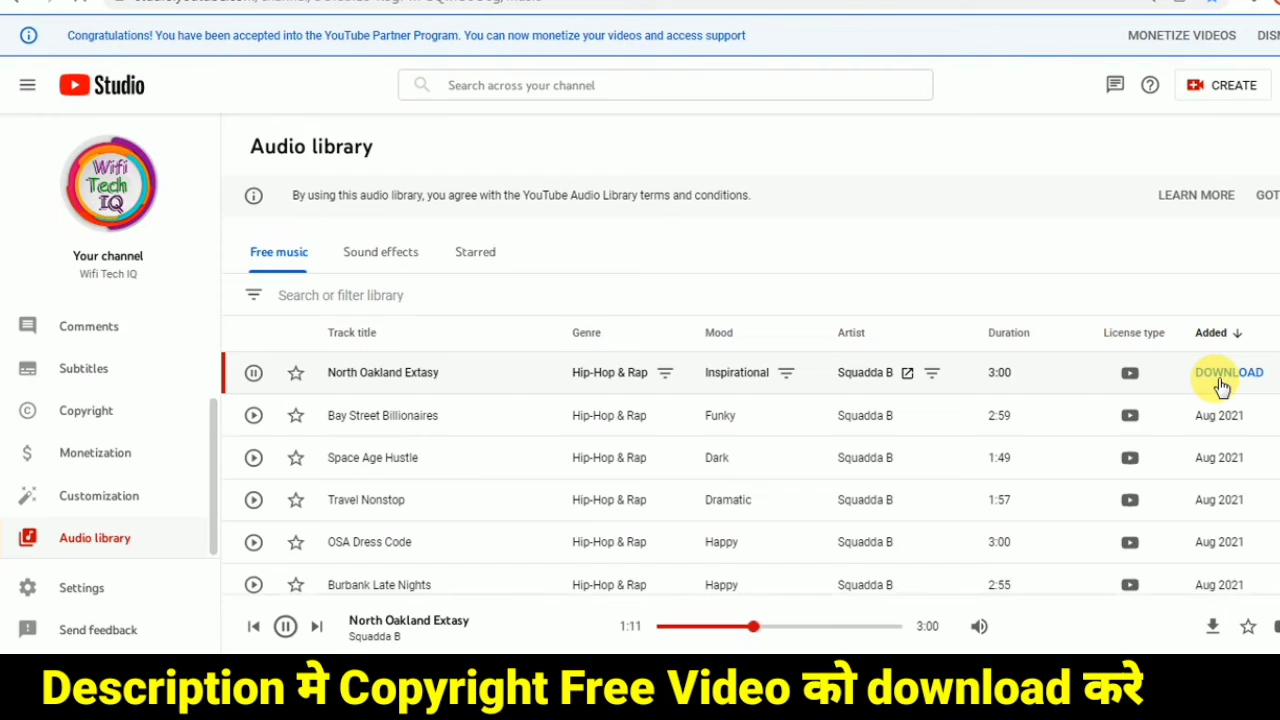 Congratulations! You have been accepted into the YouTube Partner Program. You can now monetize your videos and access support MONETIZE VIDEOS DISM
Studio Search across your channel CREATE
Wifi
Tech
IQ
Your channel
Wifi Tech IQ
Comments
Subtitles
Copyright
Monetization
Customization
Audio library
Settings
Send feedback
Audio library
By using this audio library, you agree with the YouTube Audio Library terms and conditions. LEARN MORE GOT
Free music Sound effects Starred
Search or filter library
Track title Genre Mood Artist Duration License type Added
North Oakland Extasy Hip-Hop & Rap Inspirational Squadda B 3:00 DOWNLOAD
Bay Street Billionaires Hip-Hop & Rap Funky Squadda B 2:59 Aug 2021
Space Age Hustle Hip-Hop & Rap Dark Squadda B 1:49 Aug 2021
Travel Nonstop Hip-Hop & Rap Dramatic Squadda B 1:57 Aug 2021
OSA Dress Code Hip-Hop & Rap Happy Squadda B 3:00 Aug 2021
Burbank Late Nights Hip-Hop & Rap Happy Squadda B 2:55 Aug 2021
North Oakland Extasy
Squadda B
1:11 3:00
Description मे Copyright Free Video को download करे